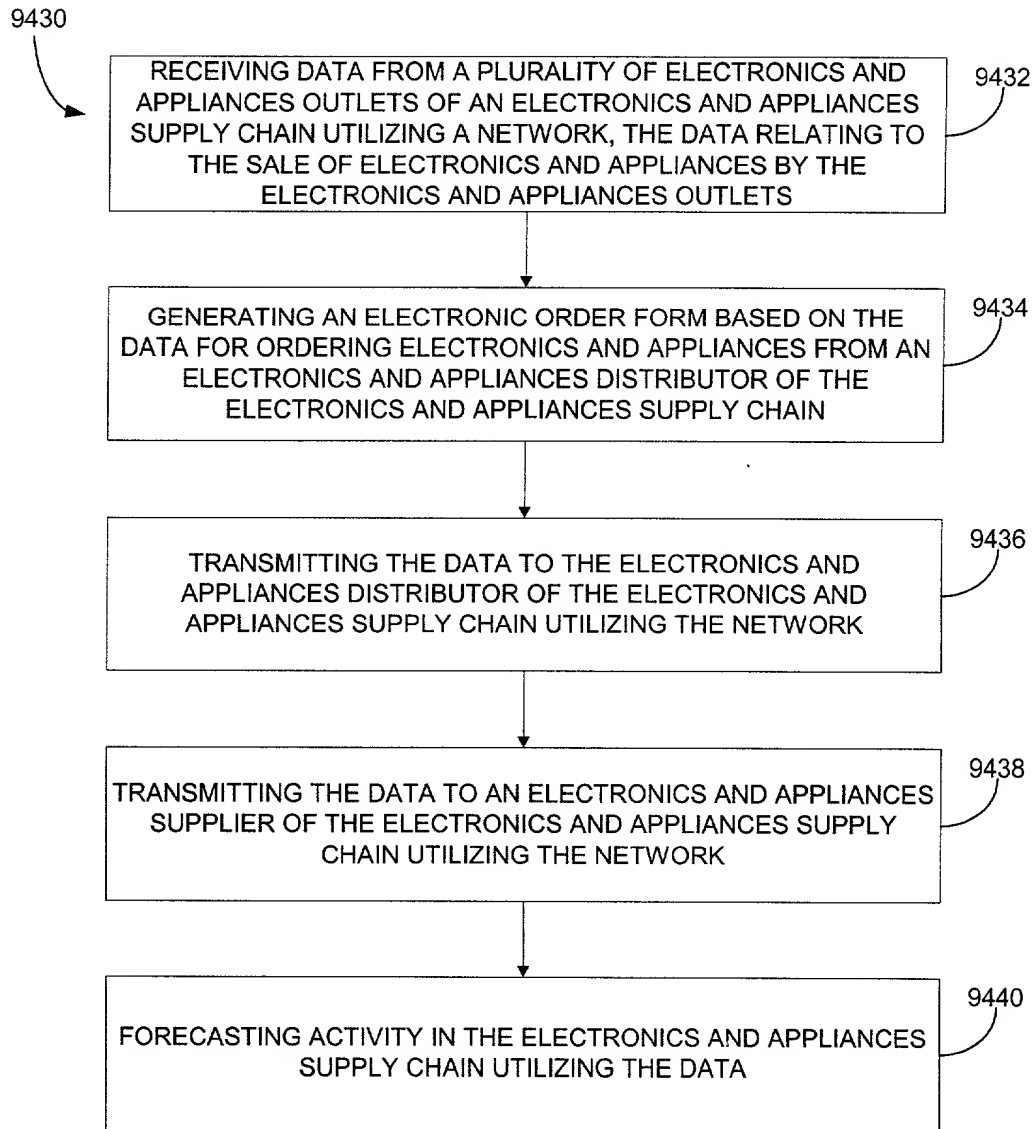 9430
RECEIVING DATA FROM A PLURALITY OF ELECTRONICS AND
APPLIANCES OUTLETS OF AN ELECTRONICS AND APPLIANCES
SUPPLY CHAIN UTILIZING A NETWORK, THE DATA RELATING TO
THE SALE OF ELECTRONICS AND APPLIANCES BY THE
ELECTRONICS AND APPLIANCES OUTLETS
9432
GENERATING AN ELECTRONIC ORDER FORM BASED ON THE
DATA FOR ORDERING ELECTRONICS AND APPLIANCES FROM AN
ELECTRONICS AND APPLIANCES DISTRIBUTOR OF THE
ELECTRONICS AND APPLIANCES SUPPLY CHAIN
9434
TRANSMITTING THE DATA TO THE ELECTRONICS AND
APPLIANCES DISTRIBUTOR OF THE ELECTRONICS AND
APPLIANCES SUPPLY CHAIN UTILIZING THE NETWORK
9436
TRANSMITTING THE DATA TO AN ELECTRONICS AND APPLIANCES
SUPPLIER OF THE ELECTRONICS AND APPLIANCES SUPPLY
CHAIN UTILIZING THE NETWORK
9438
FORECASTING ACTIVITY IN THE ELECTRONICS AND APPLIANCES
SUPPLY CHAIN UTILIZING THE DATA
9440